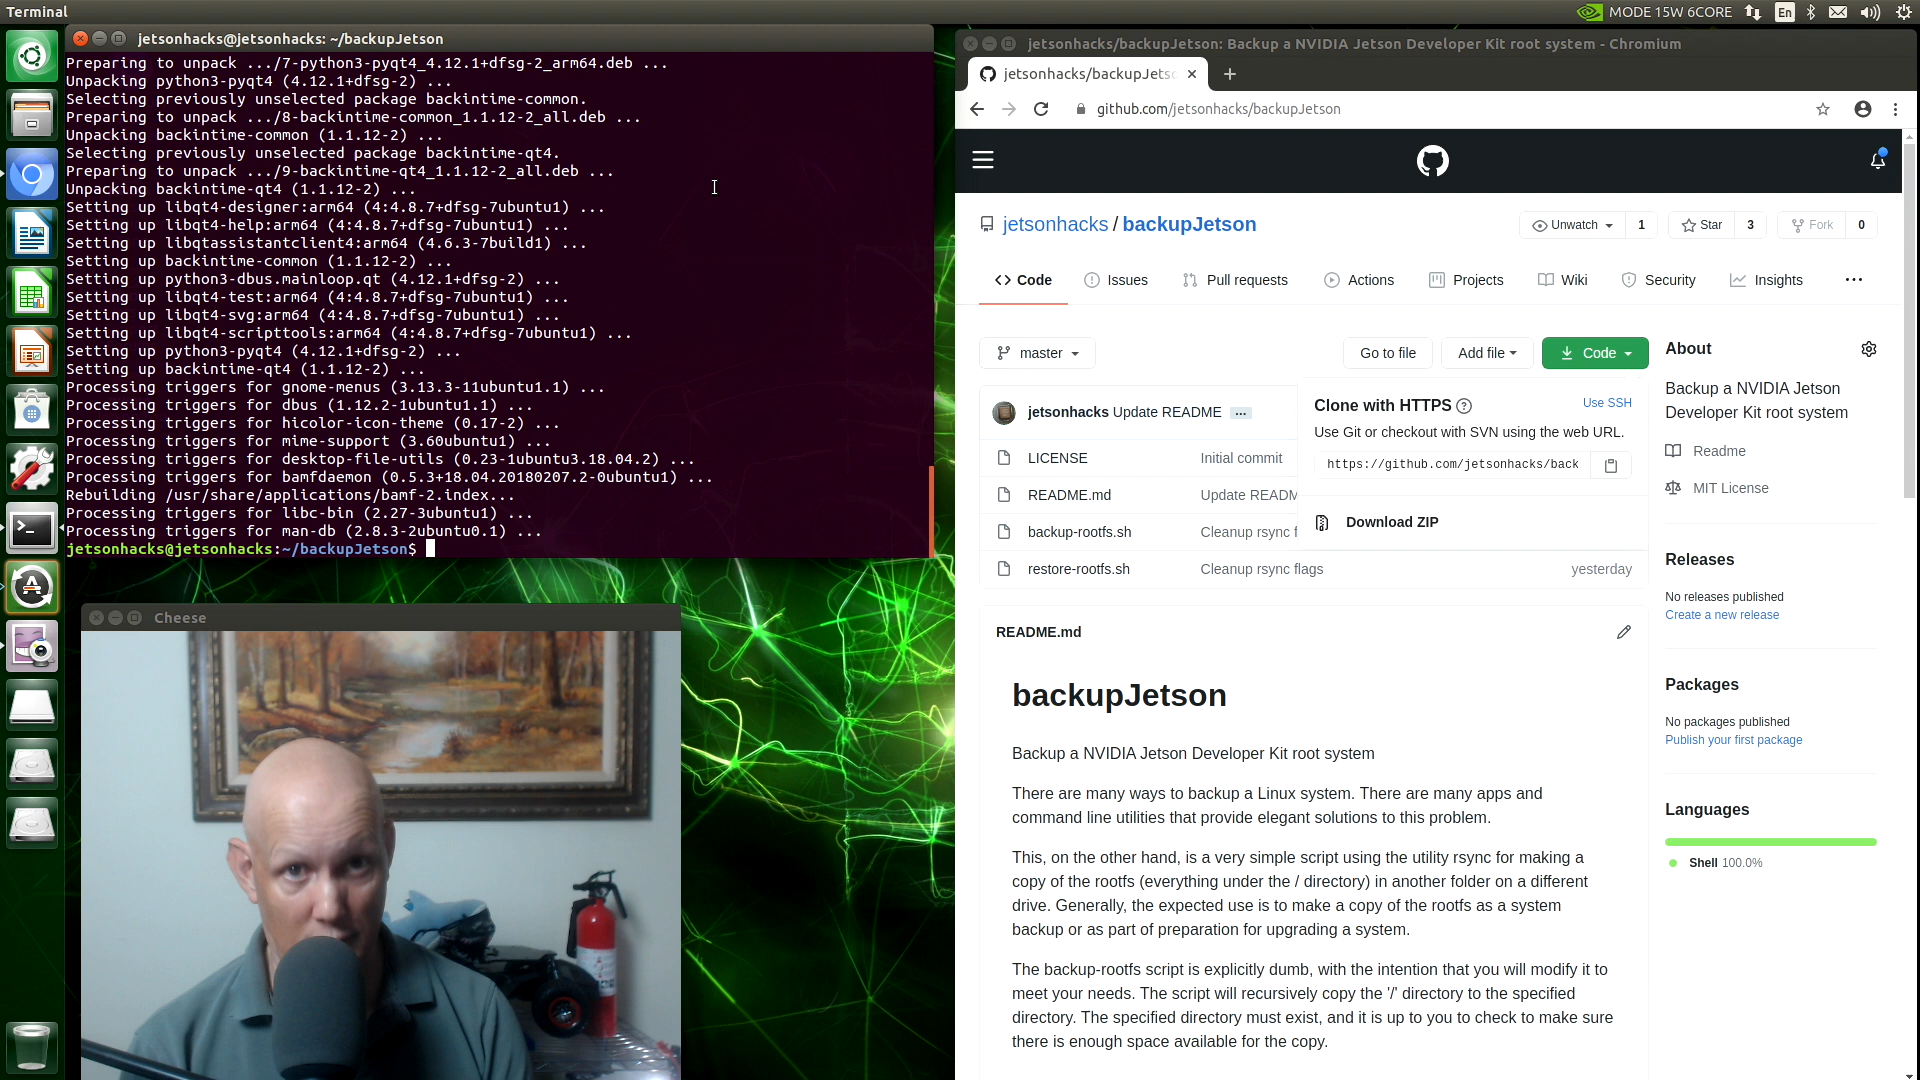 Terminal
MODE 15W 6CORE
En
jetsonhacks@jetsonhacks: ~/backupJetson
Preparing to unpack .../7-python3-pyqt4_4.12.1+dfsg-2_arm64.deb ...
Unpacking python3-pyqt4 (4.12.1+dfsg-2) ...
Selecting previously unselected package backintime-common.
Preparing to unpack .../8-backintime-common_1.1.12-2_all.deb ...
Unpacking backintime-common (1.1.12-2) ...
Selecting previously unselected package backintime-qt4.
Preparing to unpack .../9-backintime-qt4_1.1.12-2_all.deb ...
Unpacking backintime-qt4 (1.1.12-2) ...
Setting up libqt4-designer:arm64 (4:4.8.7+dfsg-7ubuntu1) ...
Setting up libqt4-help:arm64 (4:4.8.7+dfsg-7ubuntu1) ...
Setting up libqtassistantclient4:arm64 (4.6.3-7build1) ...
Setting up backintime-common (1.1.12-2) ...
Setting up python3-dbus.mainloop.qt (4.12.1+dfsg-2) ...
Setting up libqt4-test:arm64 (4:4.8.7+dfsg-7ubuntu1) ...
Setting up libqt4-svg:arm64 (4:4.8.7+dfsg-7ubuntu1) ...
Setting up libqt4-scripttools:arm64 (4:4.8.7+dfsg-7ubuntu1) ...
Setting up python3-pyqt4 (4.12.1+dfsg-2) ...
Setting up backintime-qt4 (1.1.12-2) ...
Processing triggers for gnome-menus (3.13.3-11ubuntu1.1) ...
Processing triggers for dbus (1.12.2-1ubuntu1.1) ...
Processing triggers for hicolor-icon-theme (0.17-2) ...
Processing triggers for mime-support (3.60ubuntu1) ...
Processing triggers for desktop-file-utils (0.23-1ubuntu3.18.04.2) ...
Processing triggers for bamfdaemon (0.5.3+18.04.20180207.2-0ubuntu1) ...
Rebuilding /usr/share/applications/bamf-2.index...
Processing triggers for libc-bin (2.27-3ubuntu1) ...
Processing triggers for man-db (2.8.3-2ubuntu0.1) ...
jetsonhacks@jetsonhacks:~/backupJetson$
Cheese
jetsonhacks/backupJetson: Backup a NVIDIA Jetson Developer Kit root system - Chromium
jetsonhacks/backupJetso
github.com/jetsonhacks/backupJetson
jetsonhacks / backupJetson
Unwatch 1
Star 3
Fork 0
Code Issues Pull requests Actions Projects Wiki Security Insights ...
master
Go to file
Add file
Code
jetsonhacks Update README ...
LICENSE Initial commit
README.md Update READM
backup-rootfs.sh Cleanup rsync f
restore-rootfs.sh Cleanup rsync flags yesterday
Clone with HTTPS ?
Use SSH
Use Git or checkout with SVN using the web URL.
https://github.com/jetsonhacks/back
Download ZIP
About
Backup a NVIDIA Jetson
Developer Kit root system
Readme
MIT License
Releases
No releases published
Create a new release
Packages
No packages published
Publish your first package
Languages
Shell 100.0%
README.md
backupJetson
Backup a NVIDIA Jetson Developer Kit root system
There are many ways to backup a Linux system. There are many apps and
command line utilities that provide elegant solutions to this problem.
This, on the other hand, is a very simple script using the utility rsync for making a
copy of the rootfs (everything under the / directory) in another folder on a different
drive. Generally, the expected use is to make a copy of the rootfs as a system
backup or as part of preparation for upgrading a system.
The backup-rootfs script is explicitly dumb, with the intention that you will modify it to
meet your needs. The script will recursively copy the '/' directory to the specified
directory. The specified directory must exist, and it is up to you to check to make sure
there is enough space available for the copy.